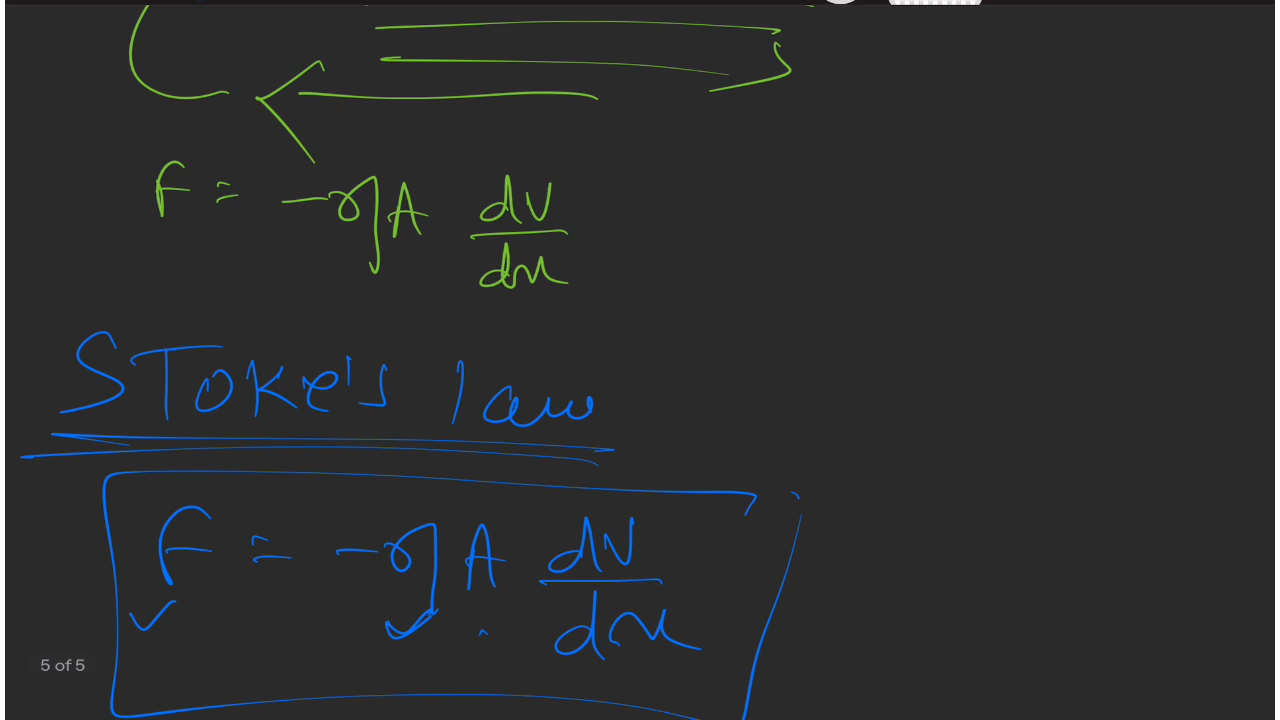 F = -ηA dv/dx
Stoke's law
F = -ηA dv/dx
5 of 5